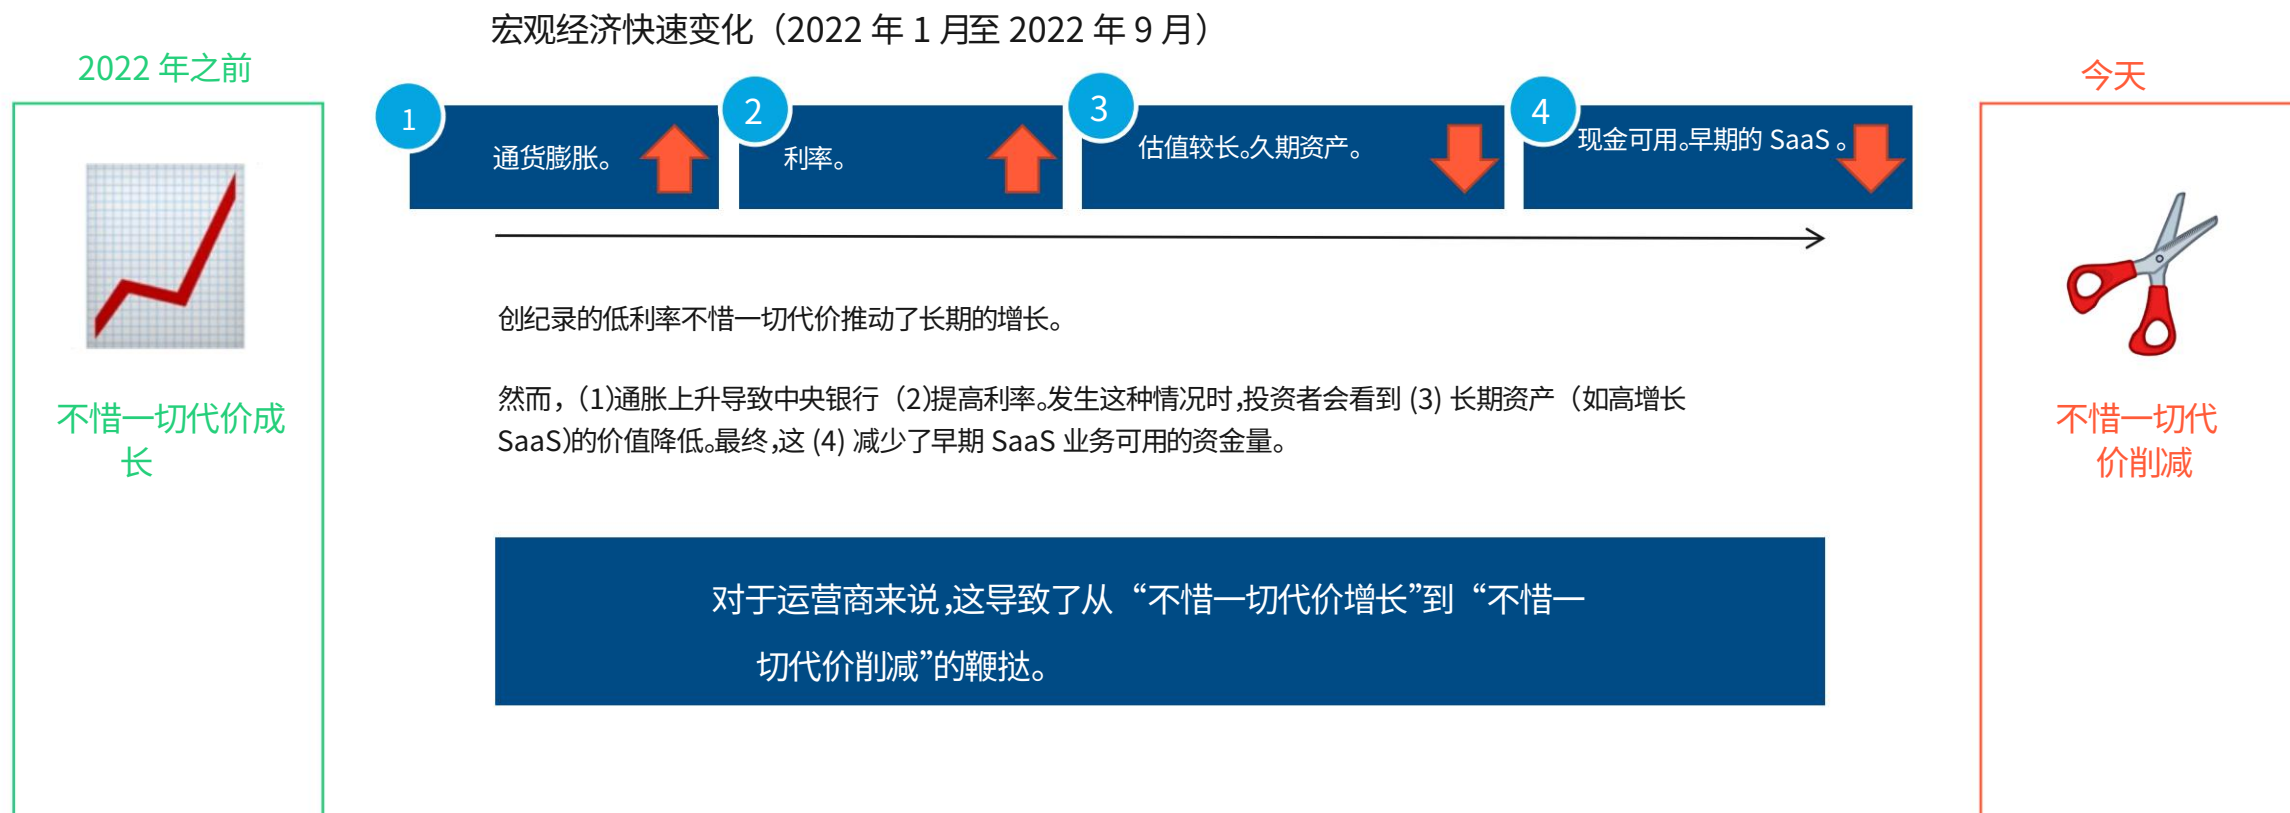 宏观经济快速变化（2022 年 1 月至 2022 年 9 月）
2022 年之前
不惜一切代价成
长
1
通货膨胀。
2
利率。
3
估值较长。久期资产。
4
现金可用。早期的 SaaS 。
创纪录的低利率不惜一切代价推动了长期的增长。
然而，（1)通胀上升导致中央银行（2)提高利率。发生这种情况时,投资者会看到 (3) 长期资产（如高增长
SaaS)的价值降低。最终,这 (4) 减少了早期 SaaS 业务可用的资金量。
对于运营商来说,这导致了从“不惜一切代价增长”到“不惜一
切代价削减”的鞭挞。
今天
不惜一切代
价削减